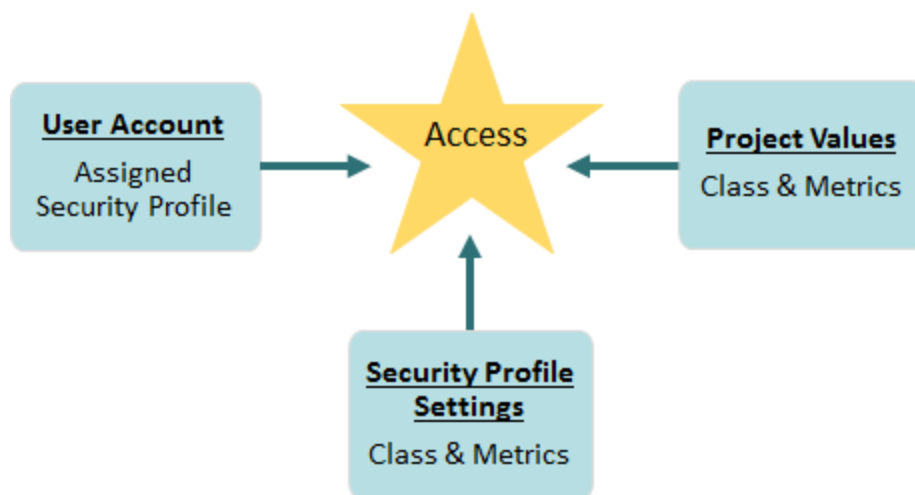 Access
User Account
Assigned
Security Profile
Project Values
Class & Metrics
Security Profile
Settings
Class & Metrics